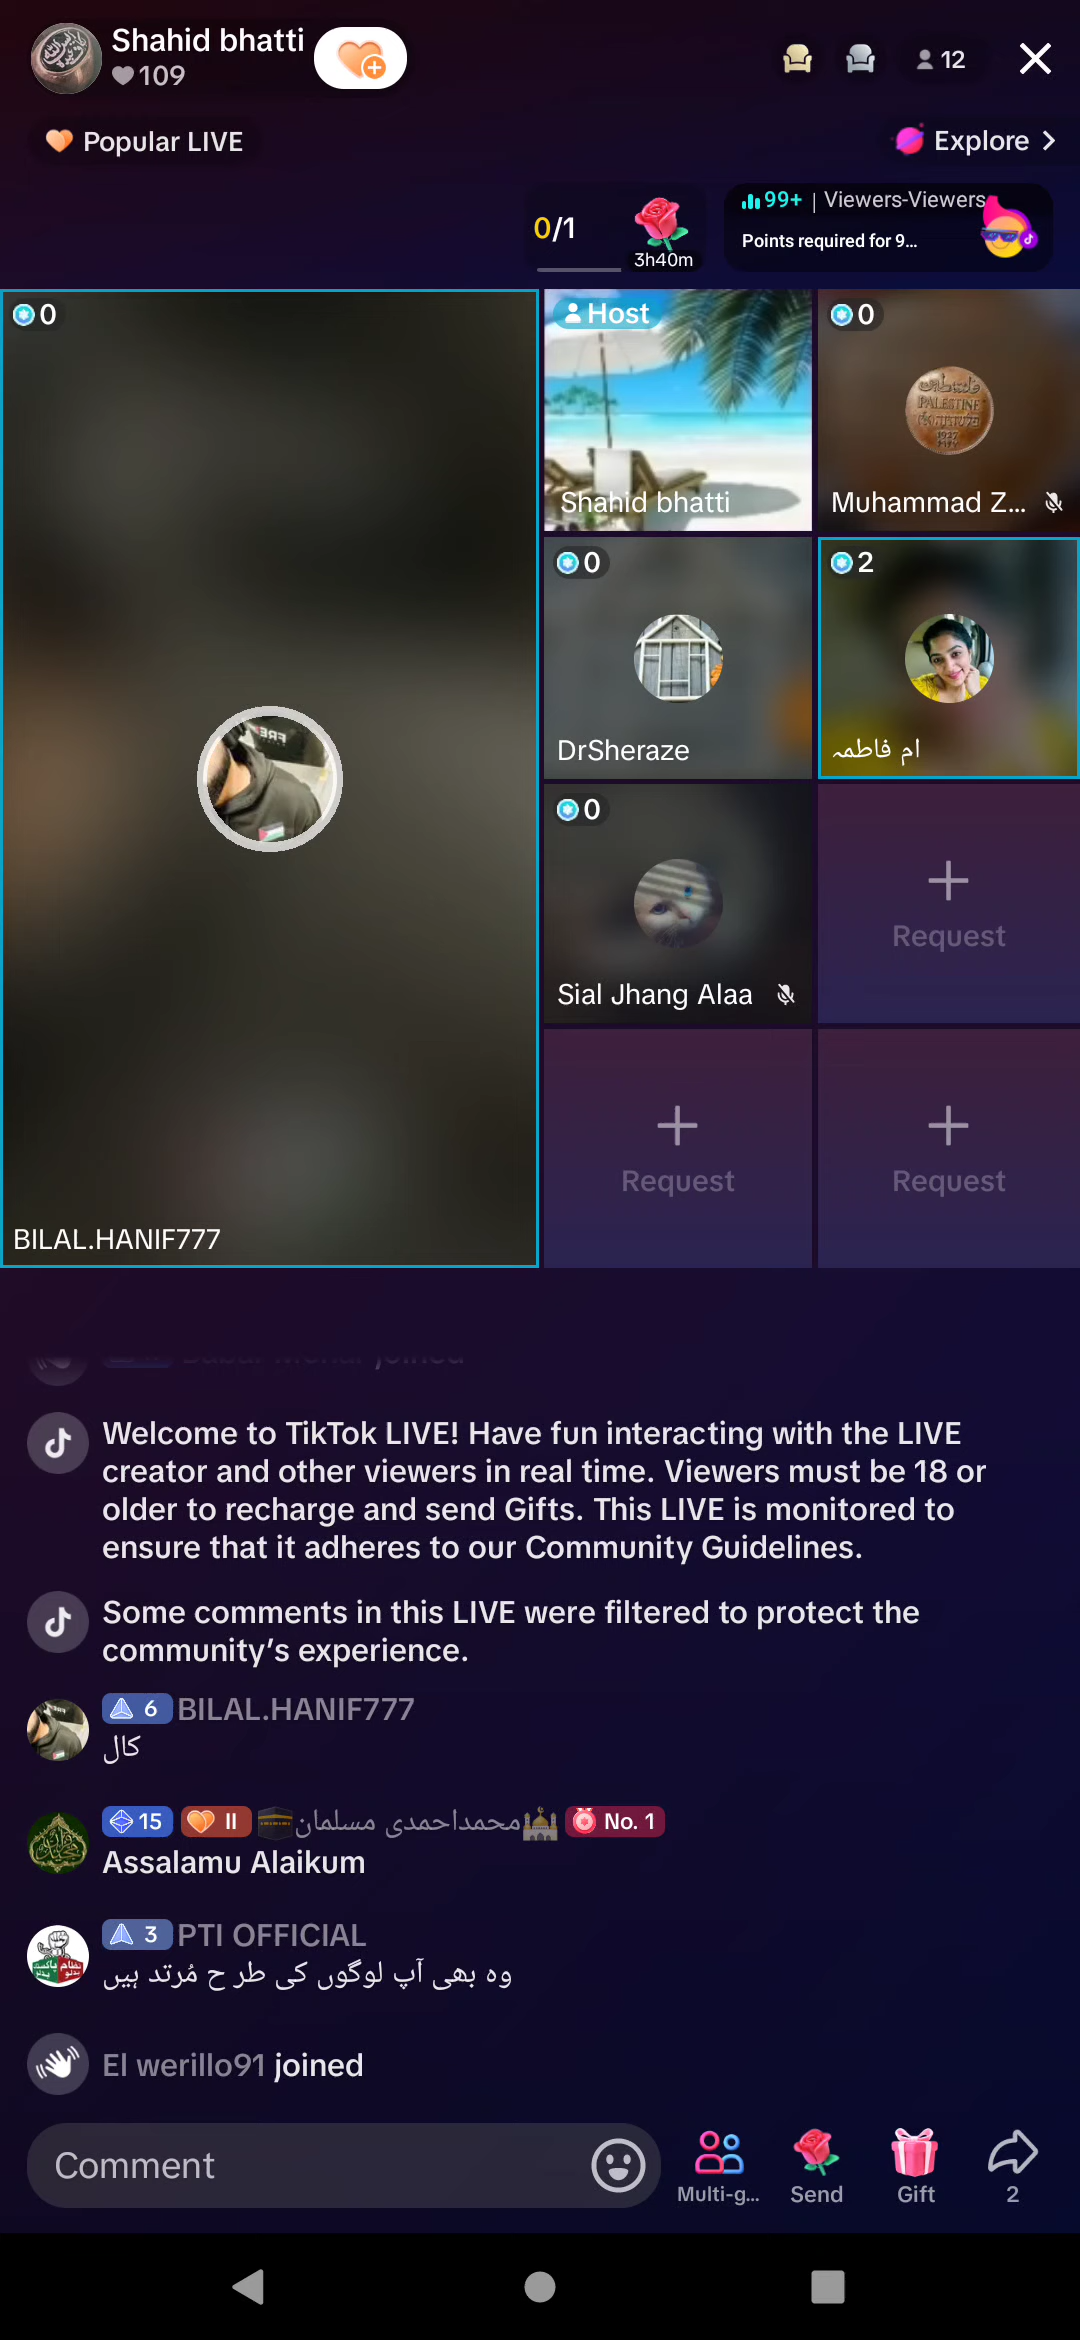 Shahid bhatti
109
12
Popular LIVE
Explore
0/1
3h40m
99+ | Viewers-Viewers
Points required for 9...
0
Host
Shahid bhatti
0
PALESTINE
1927
Muhammad Z...
0
DrSheraze
2
ام فاطمہ
0
Sial Jhang Alaa
Request
Request
Request
BILAL.HANIF777
joined
Welcome to TikTok LIVE! Have fun interacting with the LIVE
creator and other viewers in real time. Viewers must be 18 or
older to recharge and send Gifts. This LIVE is monitored to
ensure that it adheres to our Community Guidelines.
Some comments in this LIVE were filtered to protect the
community's experience.
6 BILAL.HANIF777
کال
15 II 🕋محمداحمدی مسلمان🕌 No. 1
Assalamu Alaikum
3 PTI OFFICIAL
وہ بھی آپ لوگوں کی طر ح مُرتد ہیں
El werillo91 joined
Comment
Multi-g...
Send
Gift
2